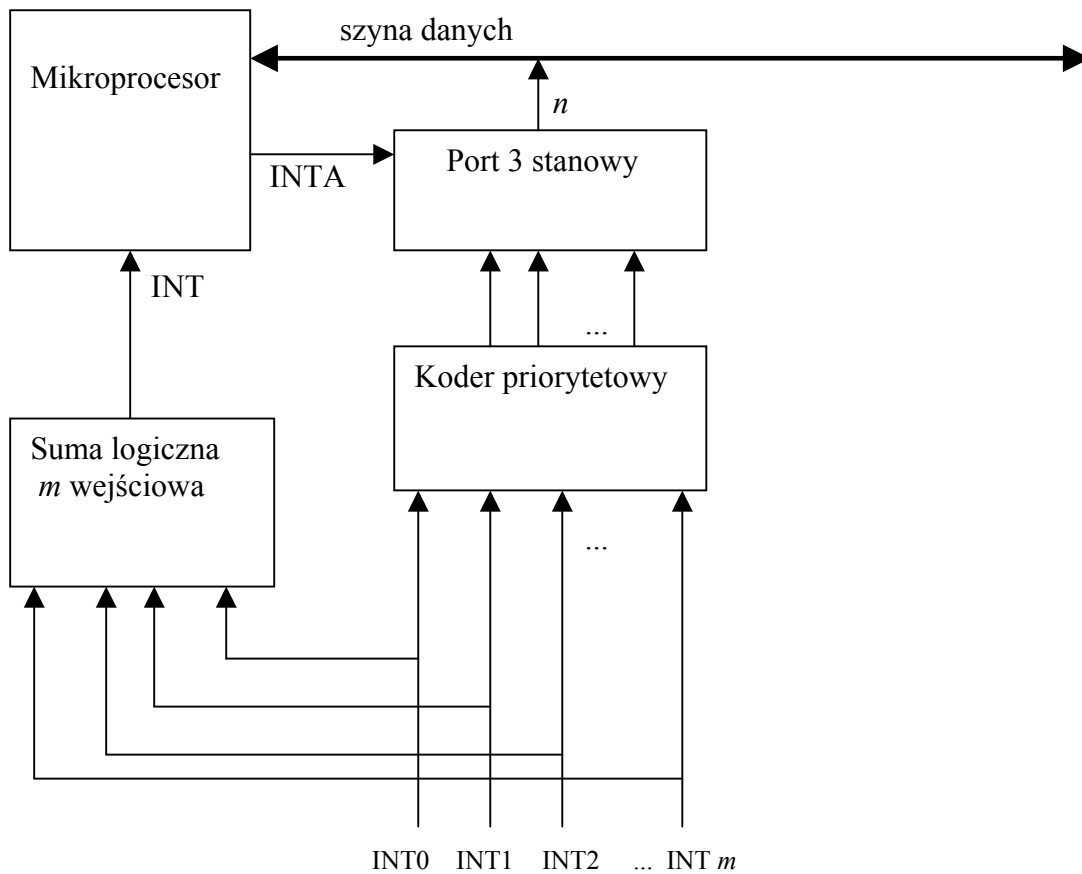 szyna danych
Mikroprocesor
n
Port 3 stanowy
INTA
INT
...
Koder priorytetowy
Suma logiczna
m wejściowa
...
INT0 INT1 INT2 ... INT m